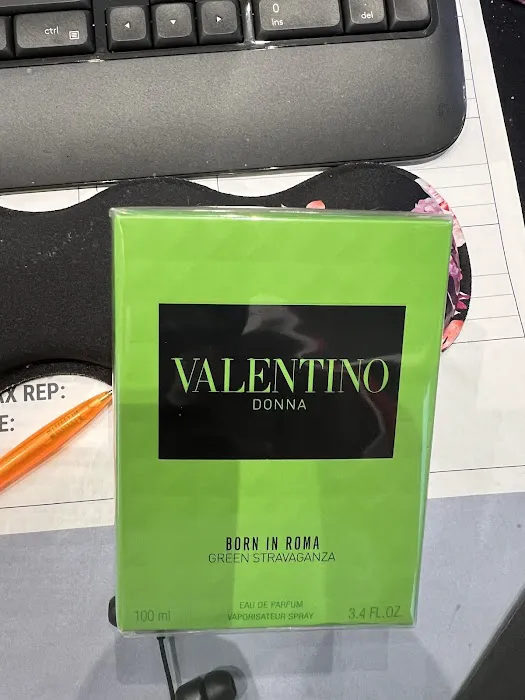 ctrl
0
ins
del
REP:
E:
VALENTINO
DONNA
BORN IN ROMA
GREEN STRAVAGANZA
EAU DE PARFUM
100 ml VAPORISATEUR SPRAY 3.4 FL.OZ.